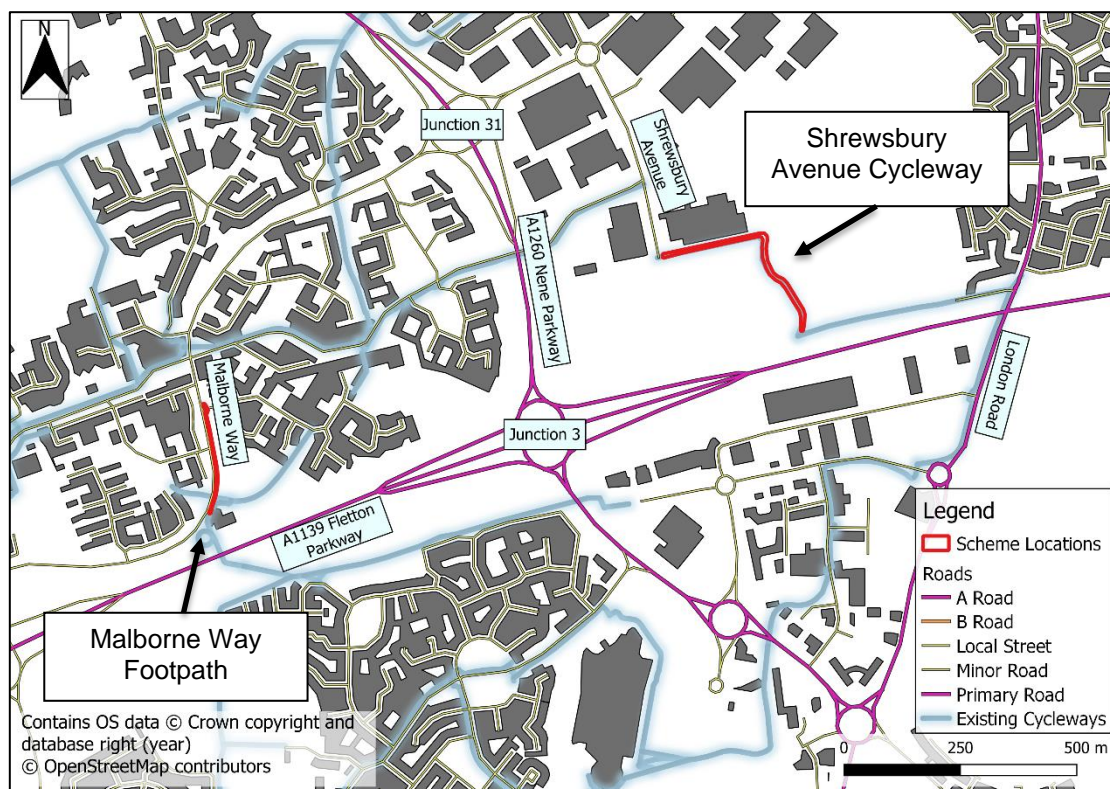 N
Junction 31
Shrewsbury
Avenue
Shrewsbury
Avenue Cycleway
A1260 Nene Parkway
Malborne Way
London Road
Junction 3
A1139 Fletton
Parkway
Malborne Way
Footpath
Legend
Scheme Locations
Roads
A Road
B Road
Local Street
Minor Road
Primary Road
Existing Cycleways
0
250
500 m
Contains OS data © Crown copyright and
database right (year)
© OpenStreetMap contributors